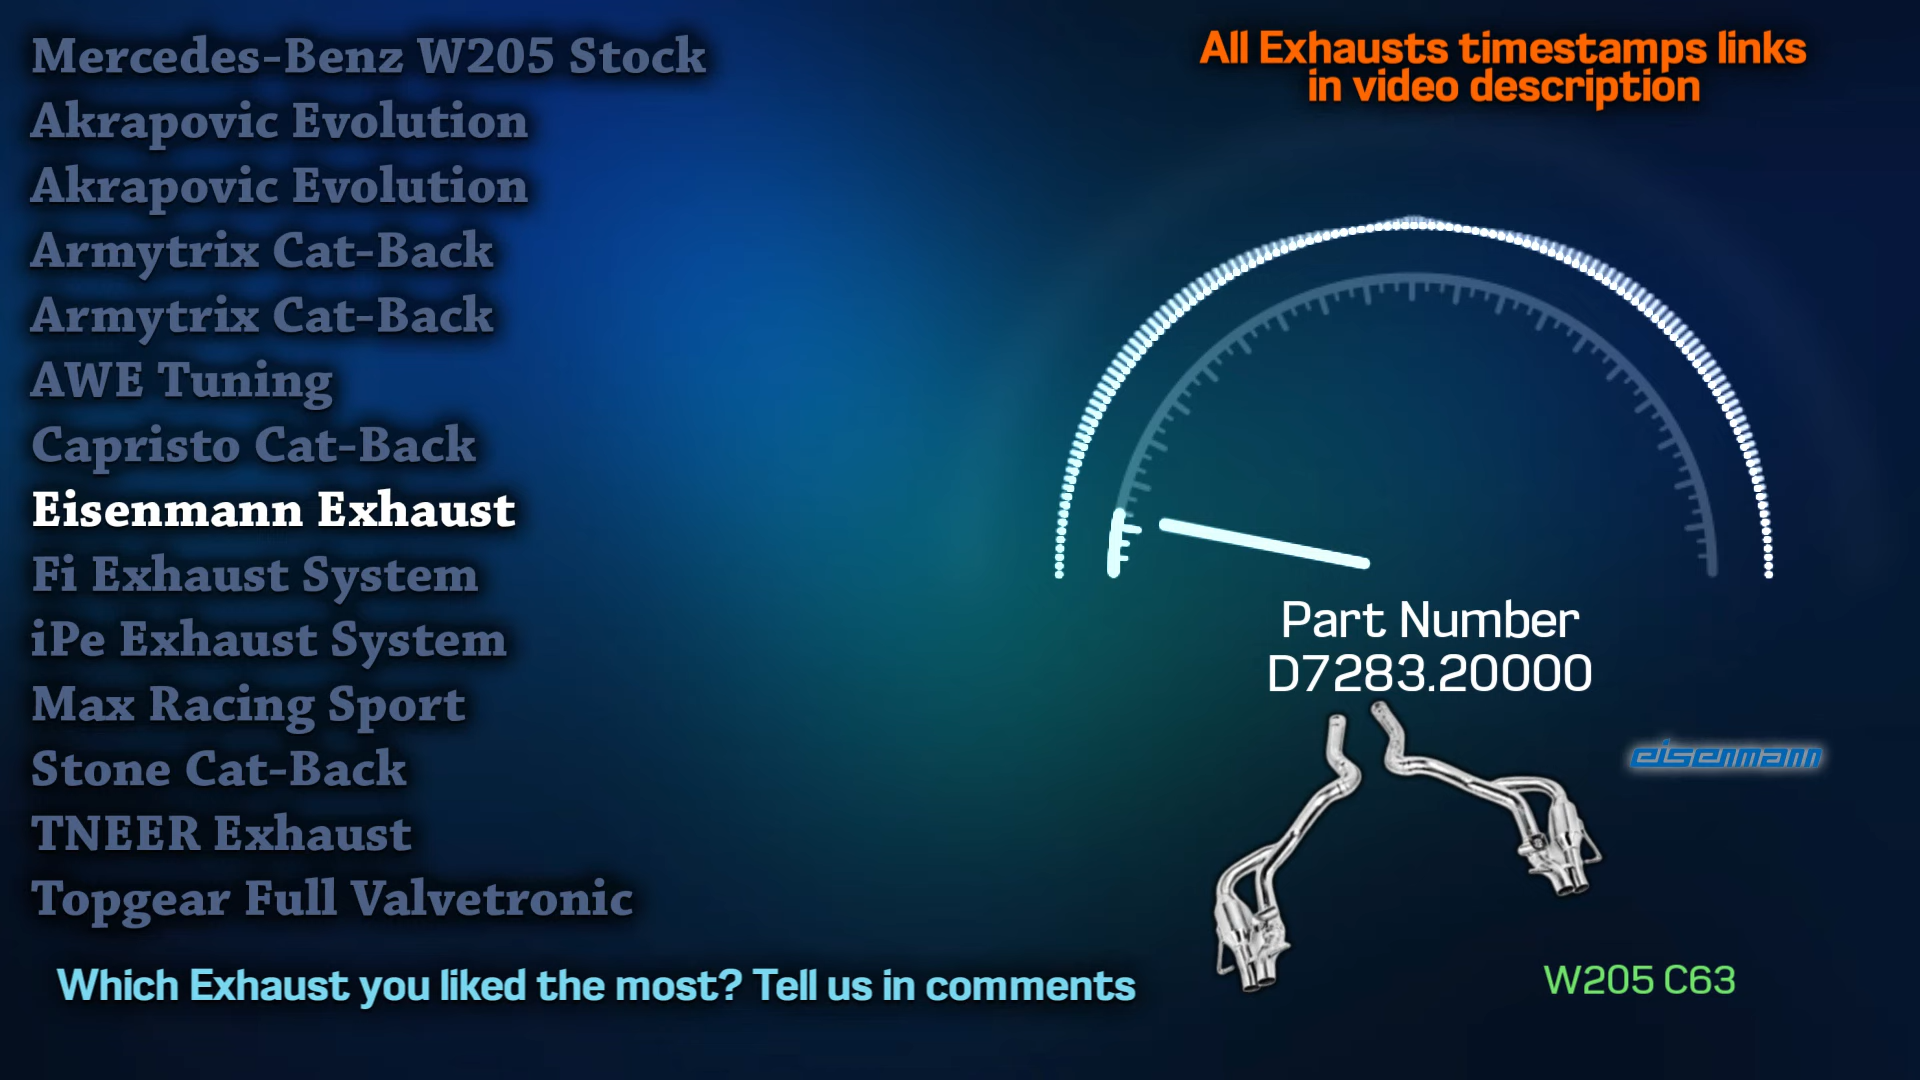 Mercedes-Benz W205 Stock
Akrapovic Evolution
Akrapovic Evolution
Armytrix Cat-Back
Armytrix Cat-Back
AWE Tuning
Capristo Cat-Back
Eisenmann Exhaust
Fi Exhaust System
iPe Exhaust System
Max Racing Sport
Stone Cat-Back
TNEER Exhaust
Topgear Full Valvetronic
Which Exhaust you liked the most? Tell us in comments
All Exhausts timestamps links
in video description
Part Number
D7283.20000
eisenmann
W205 C63